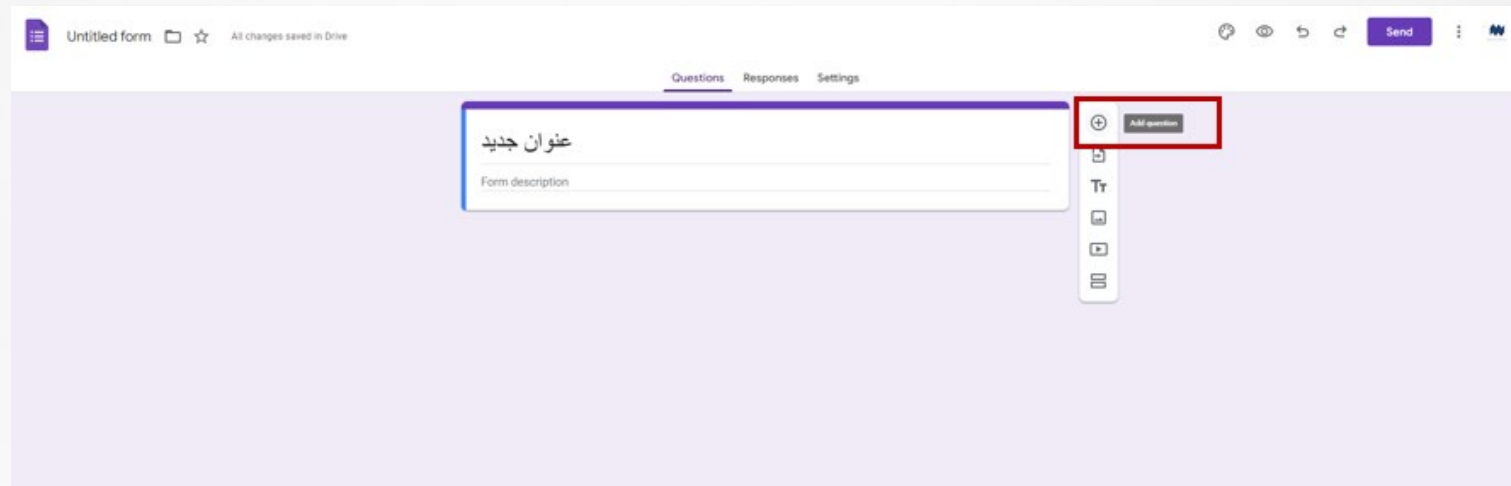 Untitled form All changes saved in Drive Send
Questions Responses Settings
عنوان جديد
Add question
Form description
Tт